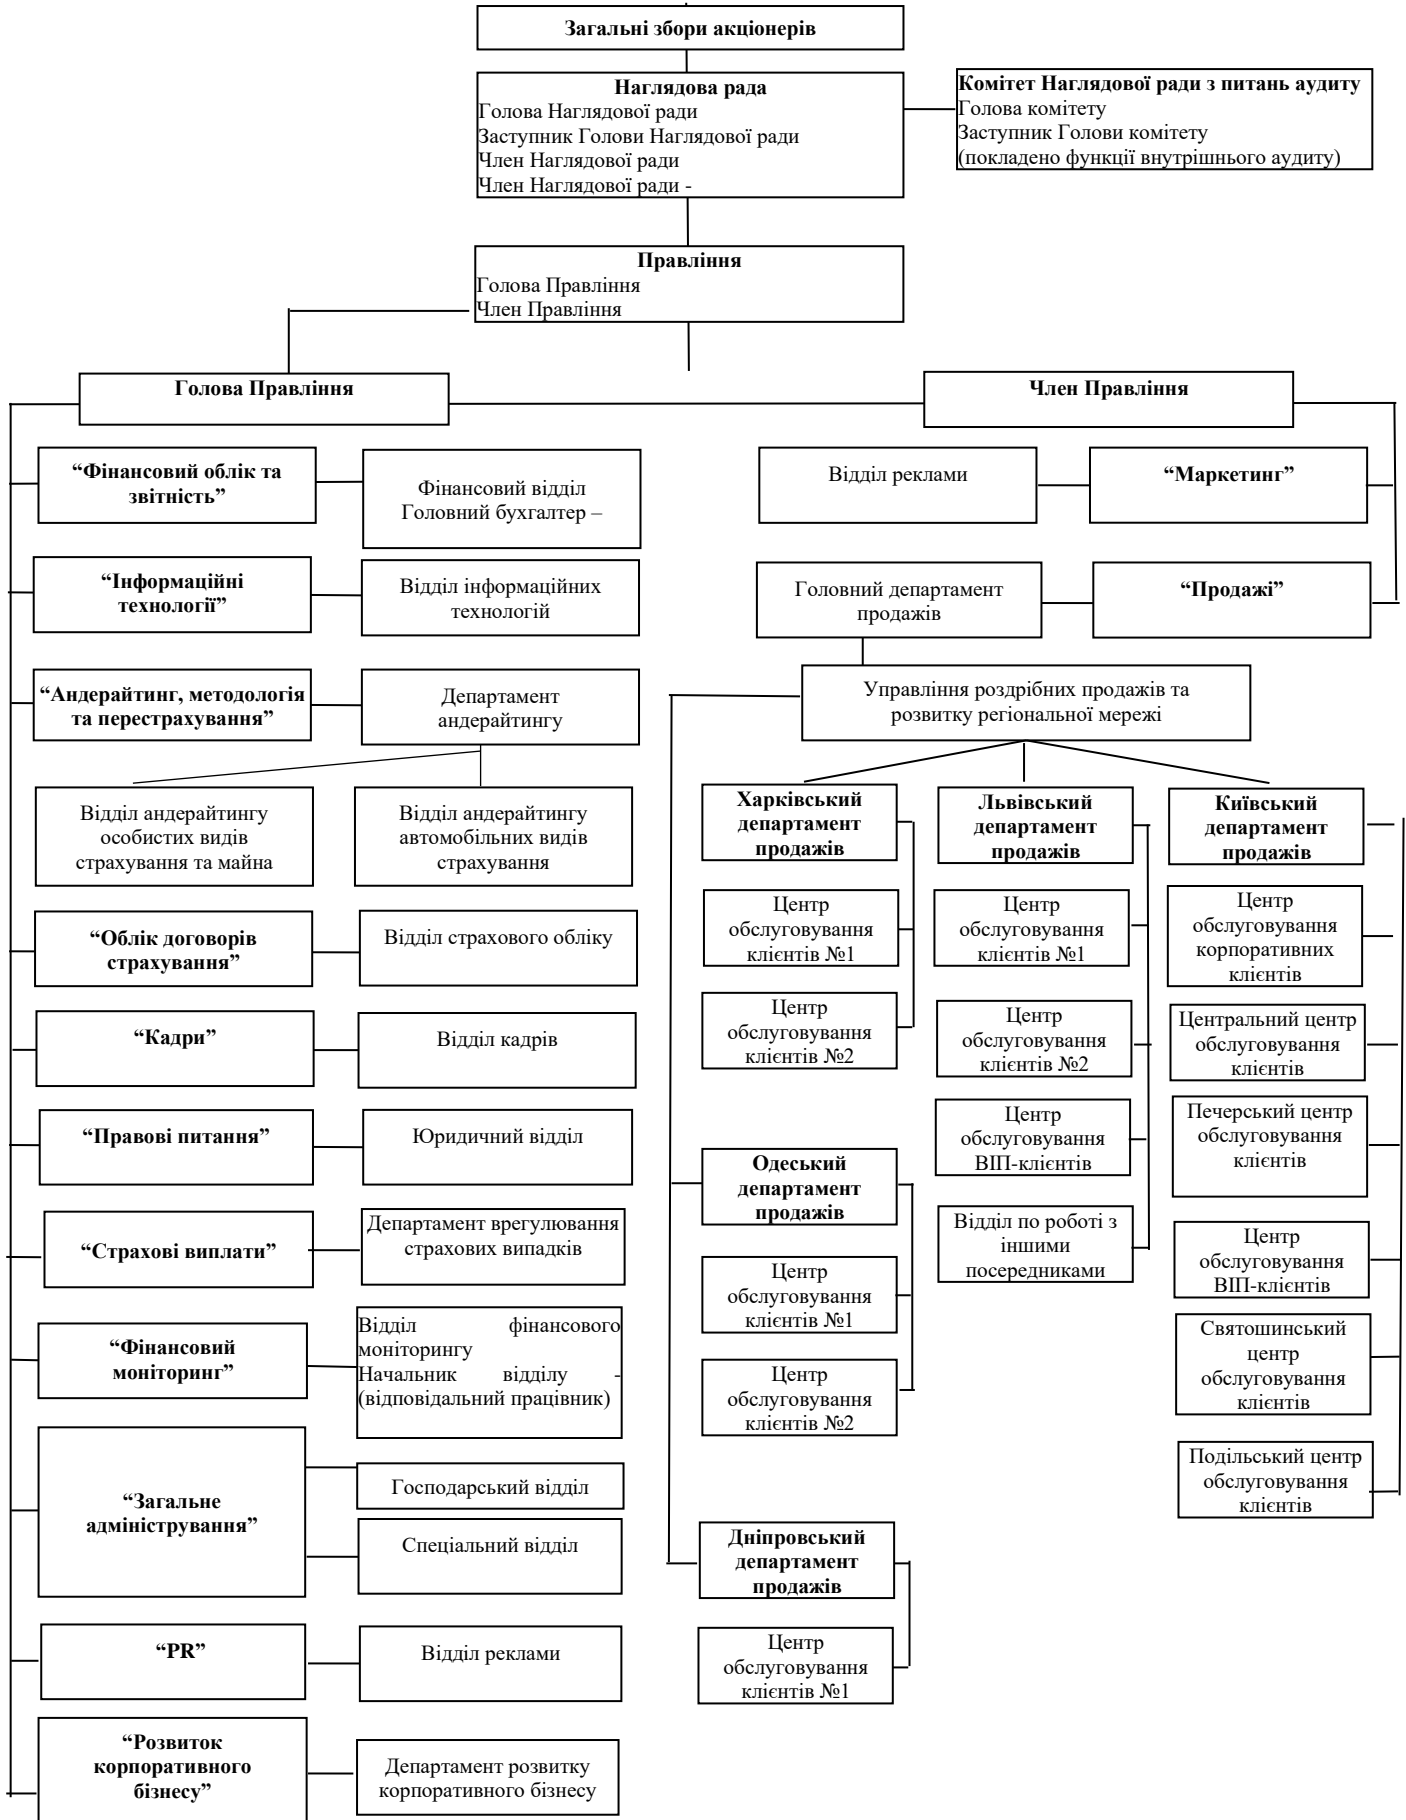 Загальні збори акціонерів
Наглядова рада
Голова Наглядової ради
Заступник Голови Наглядової ради
Член Наглядової ради
Член Наглядової ради -
Комітет Наглядової ради з питань аудиту
Голова комітету
Заступник Голови комітету
(покладено функції внутрішнього аудиту)
Правління
Голова Правління
Член Правління
Голова Правління
Член Правління
“Фінансовий облік та
звітність”
Фінансовий відділ
Головний бухгалтер –
“Інформаційні
технології”
Відділ інформаційних
технологій
“Андерайтинг, методологія
та перестрахування”
Департамент
андерайтингу
Відділ андерайтингу
особистих видів
страхування та майна
Відділ андерайтингу
автомобільних видів
страхування
“Облік договорів
страхування”
Відділ страхового обліку
“Кадри”
Відділ кадрів
“Правові питання”
Юридичний відділ
“Страхові виплати”
Департамент врегулювання
страхових випадків
“Фінансовий
моніторинг”
Відділ фінансового
моніторингу
Начальник відділу -
(відповідальний працівник)
“Загальне
адміністрування”
Господарський відділ
Спеціальний відділ
“PR”
Відділ реклами
“Розвиток
корпоративного
бізнесу”
Департамент розвитку
корпоративного бізнесу
Відділ реклами
“Маркетинг”
Головний департамент
продажів
“Продажі”
Управління роздрібних продажів та
розвитку регіональної мережі
Харківський
департамент
продажів
Центр
обслуговування
клієнтів №1
Центр
обслуговування
клієнтів №2
Одеський
департамент
продажів
Центр
обслуговування
клієнтів №1
Центр
обслуговування
клієнтів №2
Дніпровський
департамент
продажів
Центр
обслуговування
клієнтів №1
Львівський
департамент
продажів
Центр
обслуговування
клієнтів №1
Центр
обслуговування
клієнтів №2
Центр
обслуговування
ВІП-клієнтів
Відділ по роботі з
іншими
посередниками
Київський
департамент
продажів
Центр
обслуговування
корпоративних
клієнтів
Центральний центр
обслуговування
клієнтів
Печерський центр
обслуговування
клієнтів
Центр
обслуговування
ВІП-клієнтів
Святошинський
центр
обслуговування
клієнтів
Подільський центр
обслуговування
клієнтів